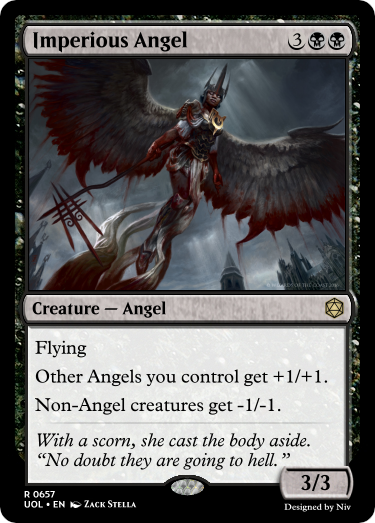 Imperious Angel 3
Creature — Angel
Flying
Other Angels you control get +1/+1.
Non-Angel creatures get -1/-1.
With a scorn, she cast the body aside.
“No doubt they are going to hell.”
3/3
R 0657
UOL • EN Zack Stella
Designed by Niv